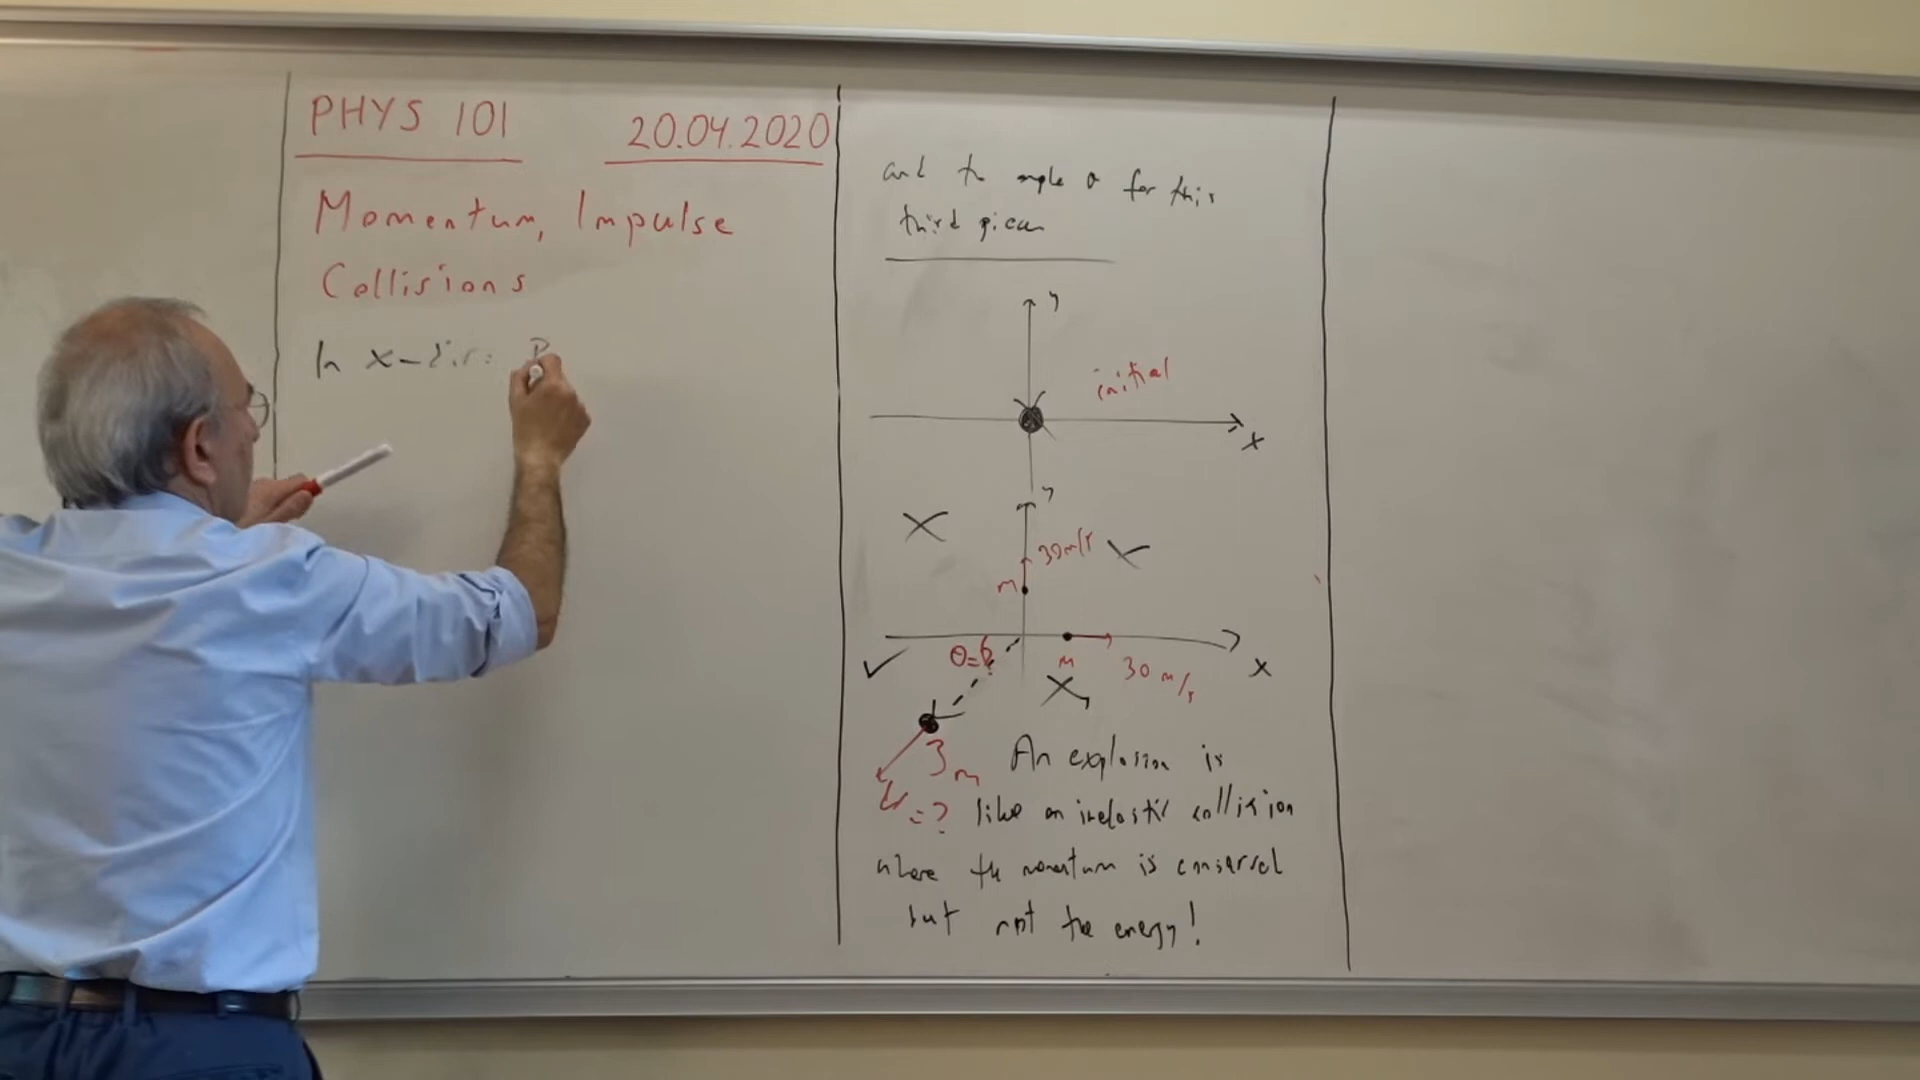 PHYS 101 20.04.2020
Momentum, Impulse
Collisions
In x-dir: P
and the angle θ for this
third piece
y
initial
x
y
30 m/s
m
θ=?
m
30 m/s
x
3m
v=?
An explosion is
like an inelastic collision
where the momentum is conserved
but not the energy!